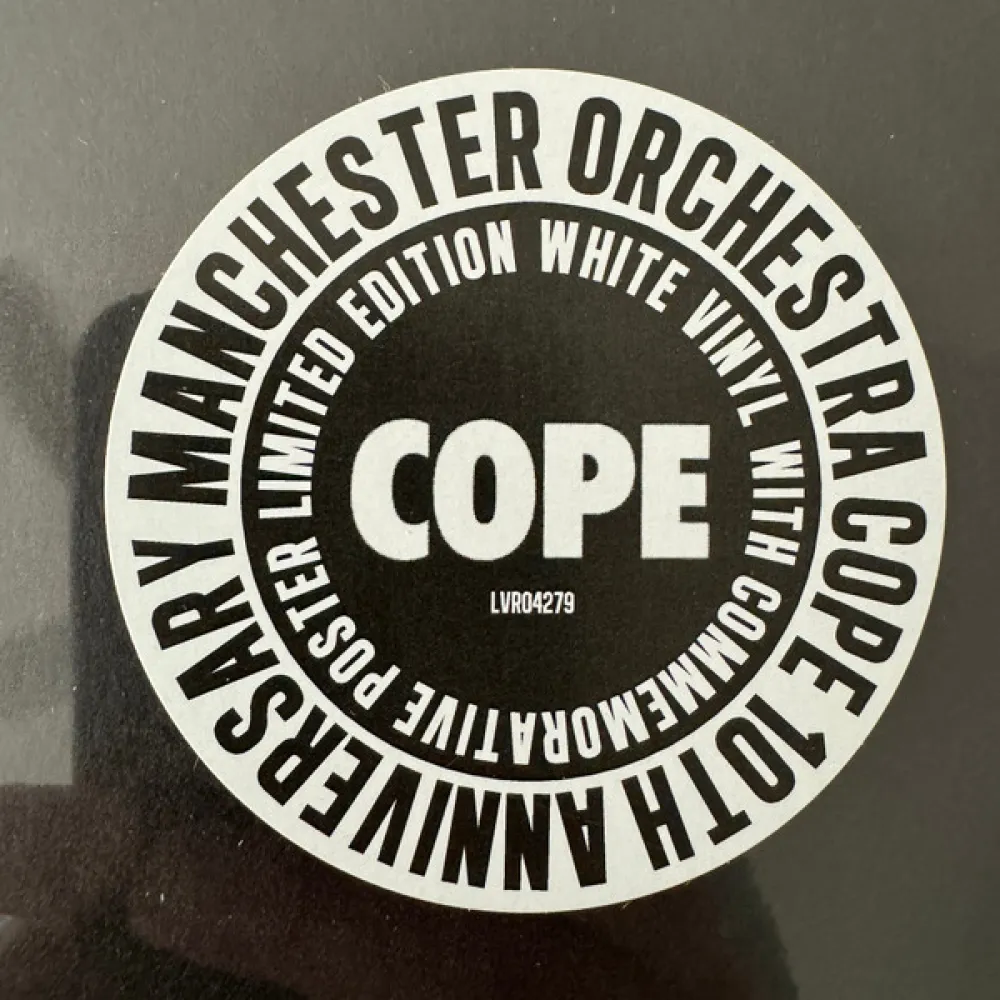 MANCHESTER ORCHESTRA COPE 10TH ANNIVERSARY
LIMITED EDITION WHITE VINYL WITH COMMEMORATIVE POSTER
COPE
LVR04279